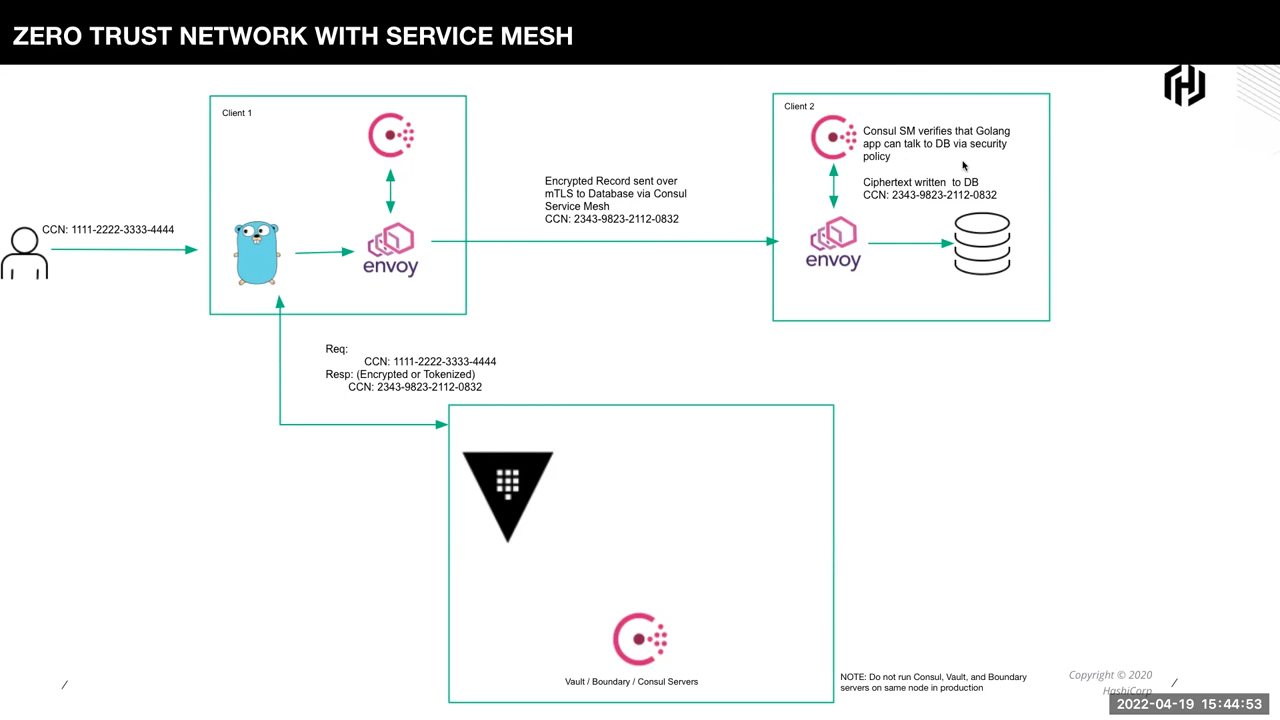 ZERO TRUST NETWORK WITH SERVICE MESH
Client 1
Client 2
Consul SM verifies that Golang
app can talk to DB via security
policy
Ciphertext written to DB
CCN: 2343-9823-2112-0832
Encrypted Record sent over
mTLS to Database via Consul
Service Mesh
CCN: 2343-9823-2112-0832
CCN: 1111-2222-3333-4444
envoy
envoy
Req:
CCN: 1111-2222-3333-4444
Resp: (Encrypted or Tokenized)
CCN: 2343-9823-2112-0832
Vault / Boundary / Consul Servers
NOTE: Do not run Consul, Vault, and Boundary
servers on same node in production
/
Copyright © 2020
HashiCorp
/
2022-04-19 15:44:53